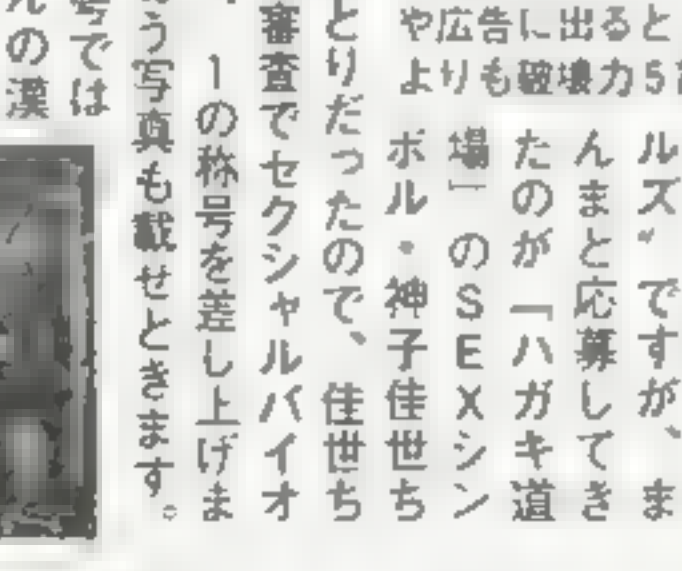 や広告に出ると
よりも破壊力5
ルズ”ですが、ま
んまと応募してき
たのが「ハガキ道
場」のSEXシン
ボル・神子佳世ち
とりだったので、佳世ち
審査でセクシャルバイオ
ーの称号を差し上げま
う写真も載せときます。
号では
んの漢